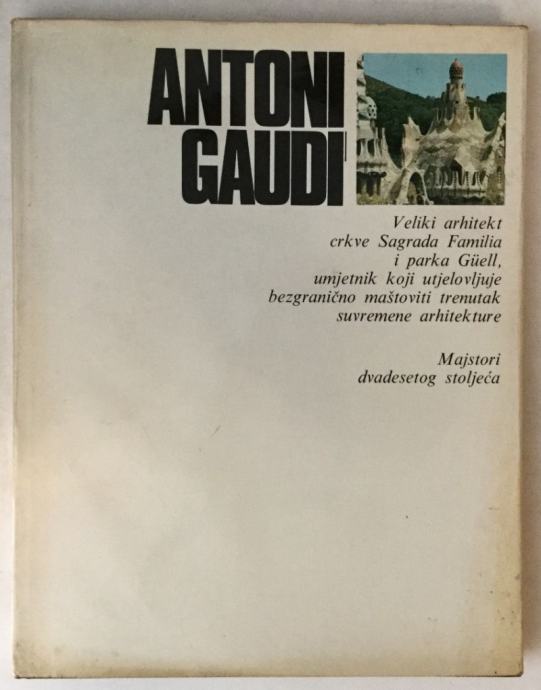 ANTONI
GAUDI
Veliki arhitekt
crkve Sagrada Familia
i parka Güell,
umjetnik koji utjelovljuje
bezgranično maštoviti trenutak
suvremene arhitekture
Majstori
dvadesetog stoljeća